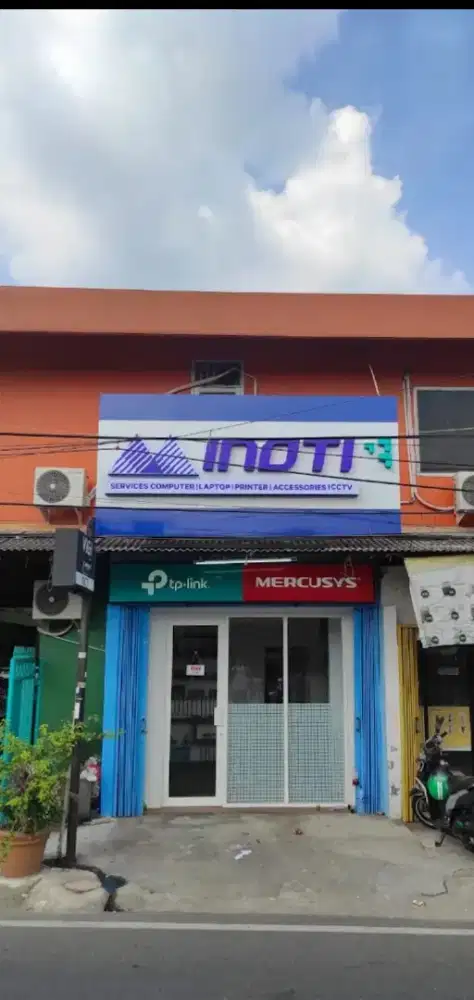 INOTI
SERVICES COMPUTER | LAPTOP | PRINTER | ACCESSORIES | CCTV
tp-link
MERCUSYS